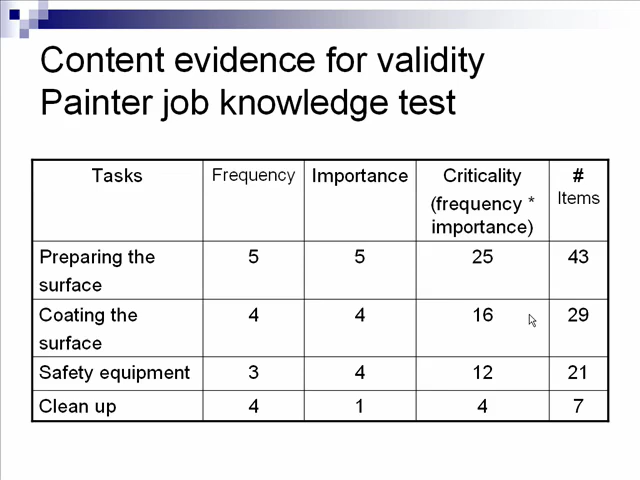 Content evidence for validity
Painter job knowledge test
Tasks Frequency Importance Criticality (frequency * importance) # Items
Preparing the surface 5 5 25 43
Coating the surface 4 4 16 29
Safety equipment 3 4 12 21
Clean up 4 1 4 7